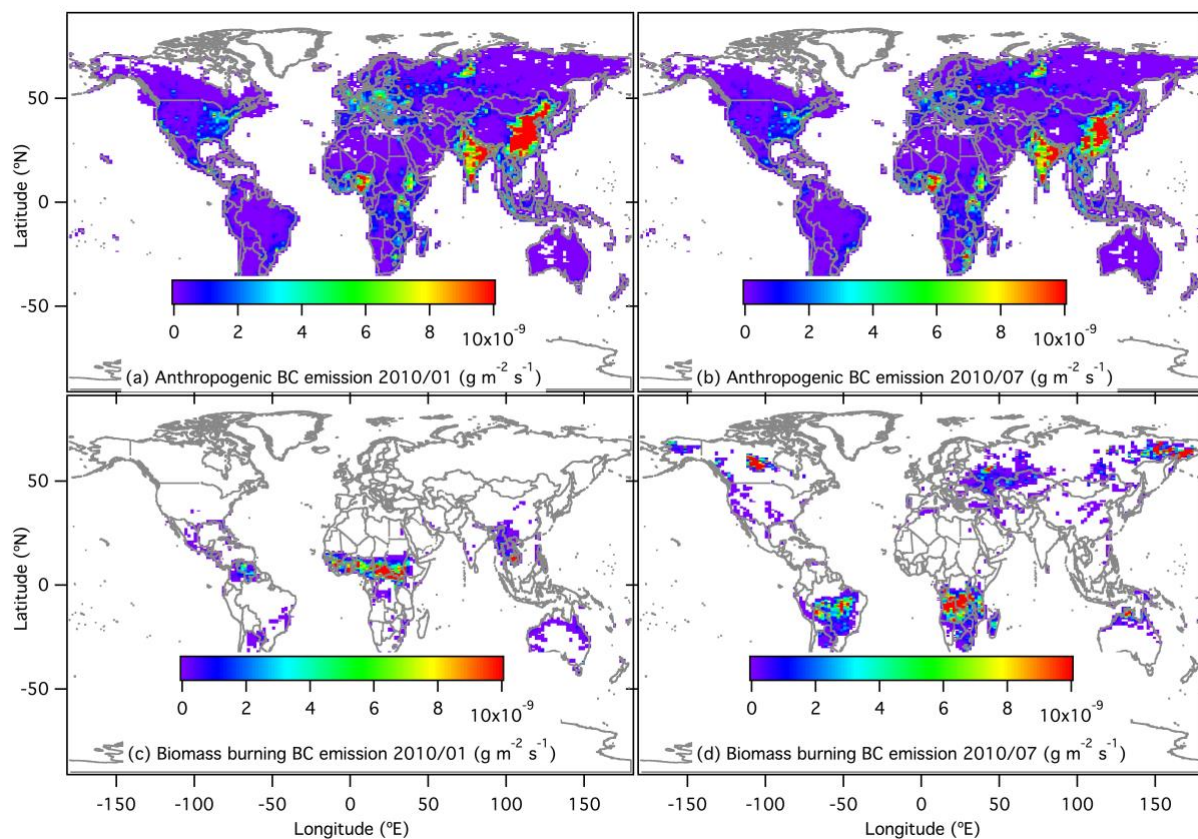 Latitude (ºN)
50
0
-50
0 2 4 6 8 10x10⁻⁹
(a) Anthropogenic BC emission 2010/01 (g m⁻² s⁻¹)
0 2 4 6 8 10x10⁻⁹
(b) Anthropogenic BC emission 2010/07 (g m⁻² s⁻¹)
Latitude (ºN)
50
0
-50
0 2 4 6 8 10x10⁻⁹
(c) Biomass burning BC emission 2010/01 (g m⁻² s⁻¹)
-150 -100 -50 0 50 100 150
Longitude (ºE)
0 2 4 6 8 10x10⁻⁹
(d) Biomass burning BC emission 2010/07 (g m⁻² s⁻¹)
-150 -100 -50 0 50 100 150
Longitude (ºE)